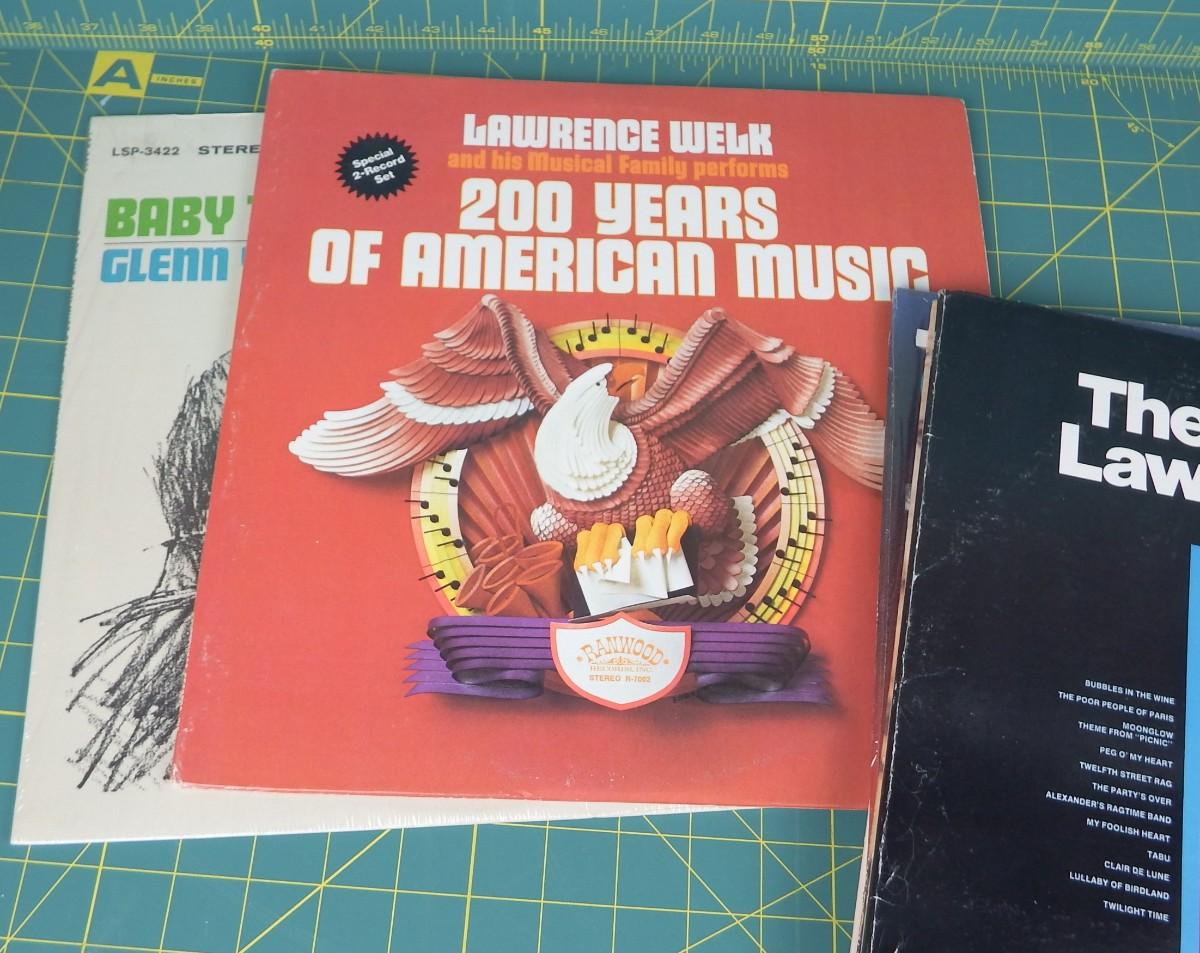 A
INCHES
LSP-3422 STERE
BABY
GLENN
Special
2-Record
Set
LAWRENCE WELK
and his Musical Family performs
200 YEARS
OF AMERICAN MUSIC
RANWOOD
RECORDS, INC.
STEREO R-7002
The
Law
BUBBLES IN THE WINE
THE POOR PEOPLE OF PARIS
MOONGLOW
THEME FROM "PICNIC"
PEG O' MY HEART
TWELFTH STREET RAG
THE PARTY'S OVER
ALEXANDER'S RAGTIME BAND
MY FOOLISH HEART
TABU
CLAIR DE LUNE
LULLABY OF BIRDLAND
TWILIGHT TIME